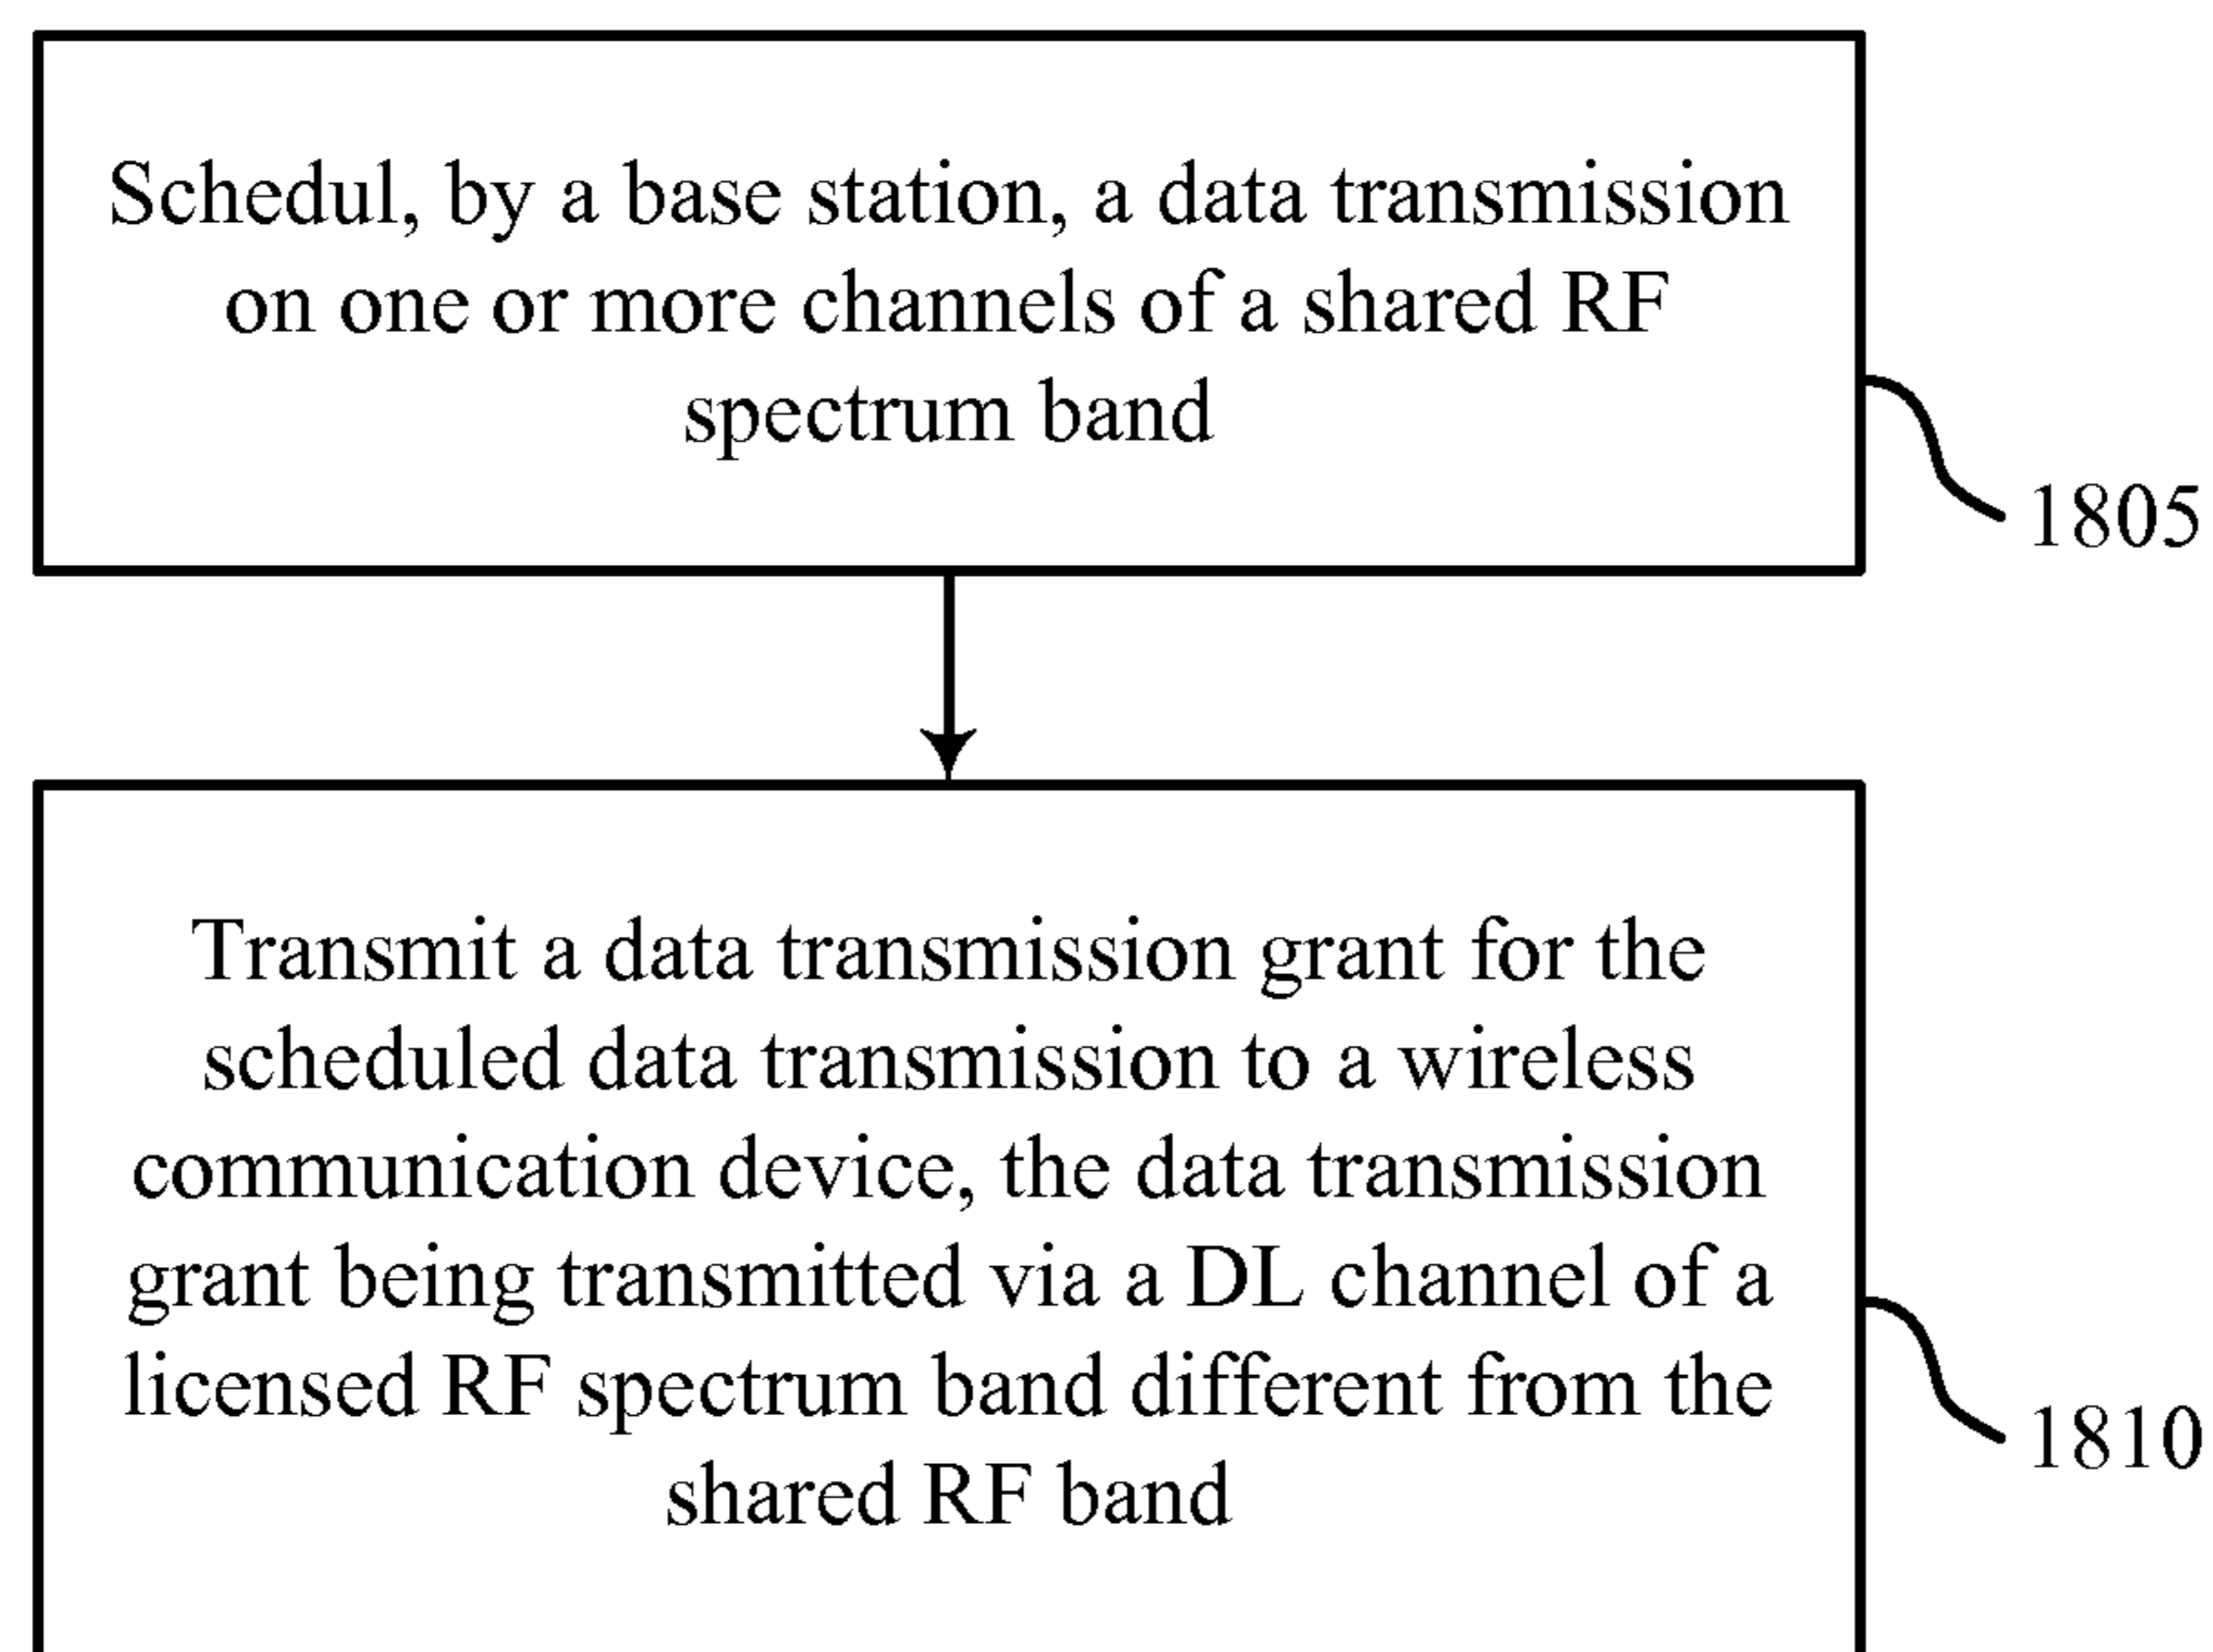 Schedul, by a base station, a data transmission
on one or more channels of a shared RF
spectrum band
1805
Transmit a data transmission grant for the
scheduled data transmission to a wireless
communication device, the data transmission
grant being transmitted via a DL channel of a
licensed RF spectrum band different from the
shared RF band
1810